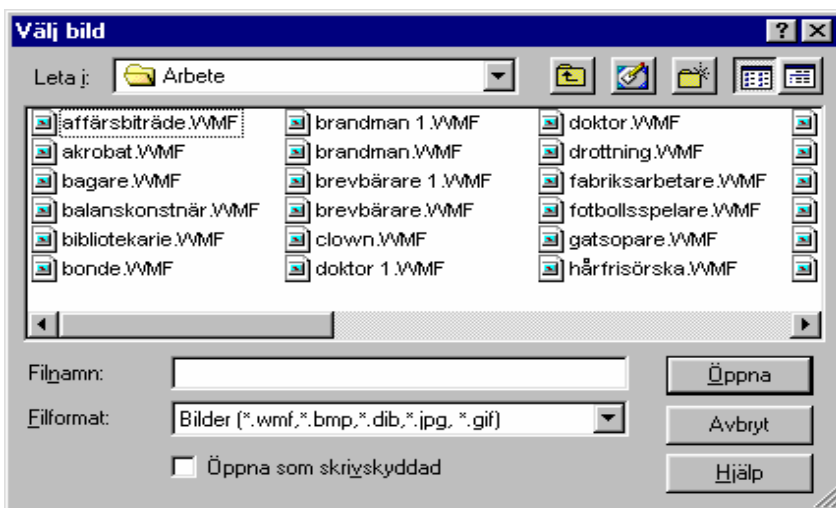 Välj bild
Leta i: Arbete
affärsbiträde.WMF brandman 1.WMF doktor.WMF
akrobat.WMF brandman.WMF drottning.WMF
bagare.WMF brevbärare 1.WMF fabriksarbetare.WMF
balanskonstnär.WMF brevbärare.WMF fotbollsspelare.WMF
bibliotekarie.WMF clown.WMF gatsopare.WMF
bonde.WMF doktor 1.WMF hårfrisörska.WMF
Filnamn: Öppna
Filformat: Bilder (*.wmf,*.bmp,*.dib,*.jpg, *.gif) Avbryt
Öppna som skrivskyddad Hjälp